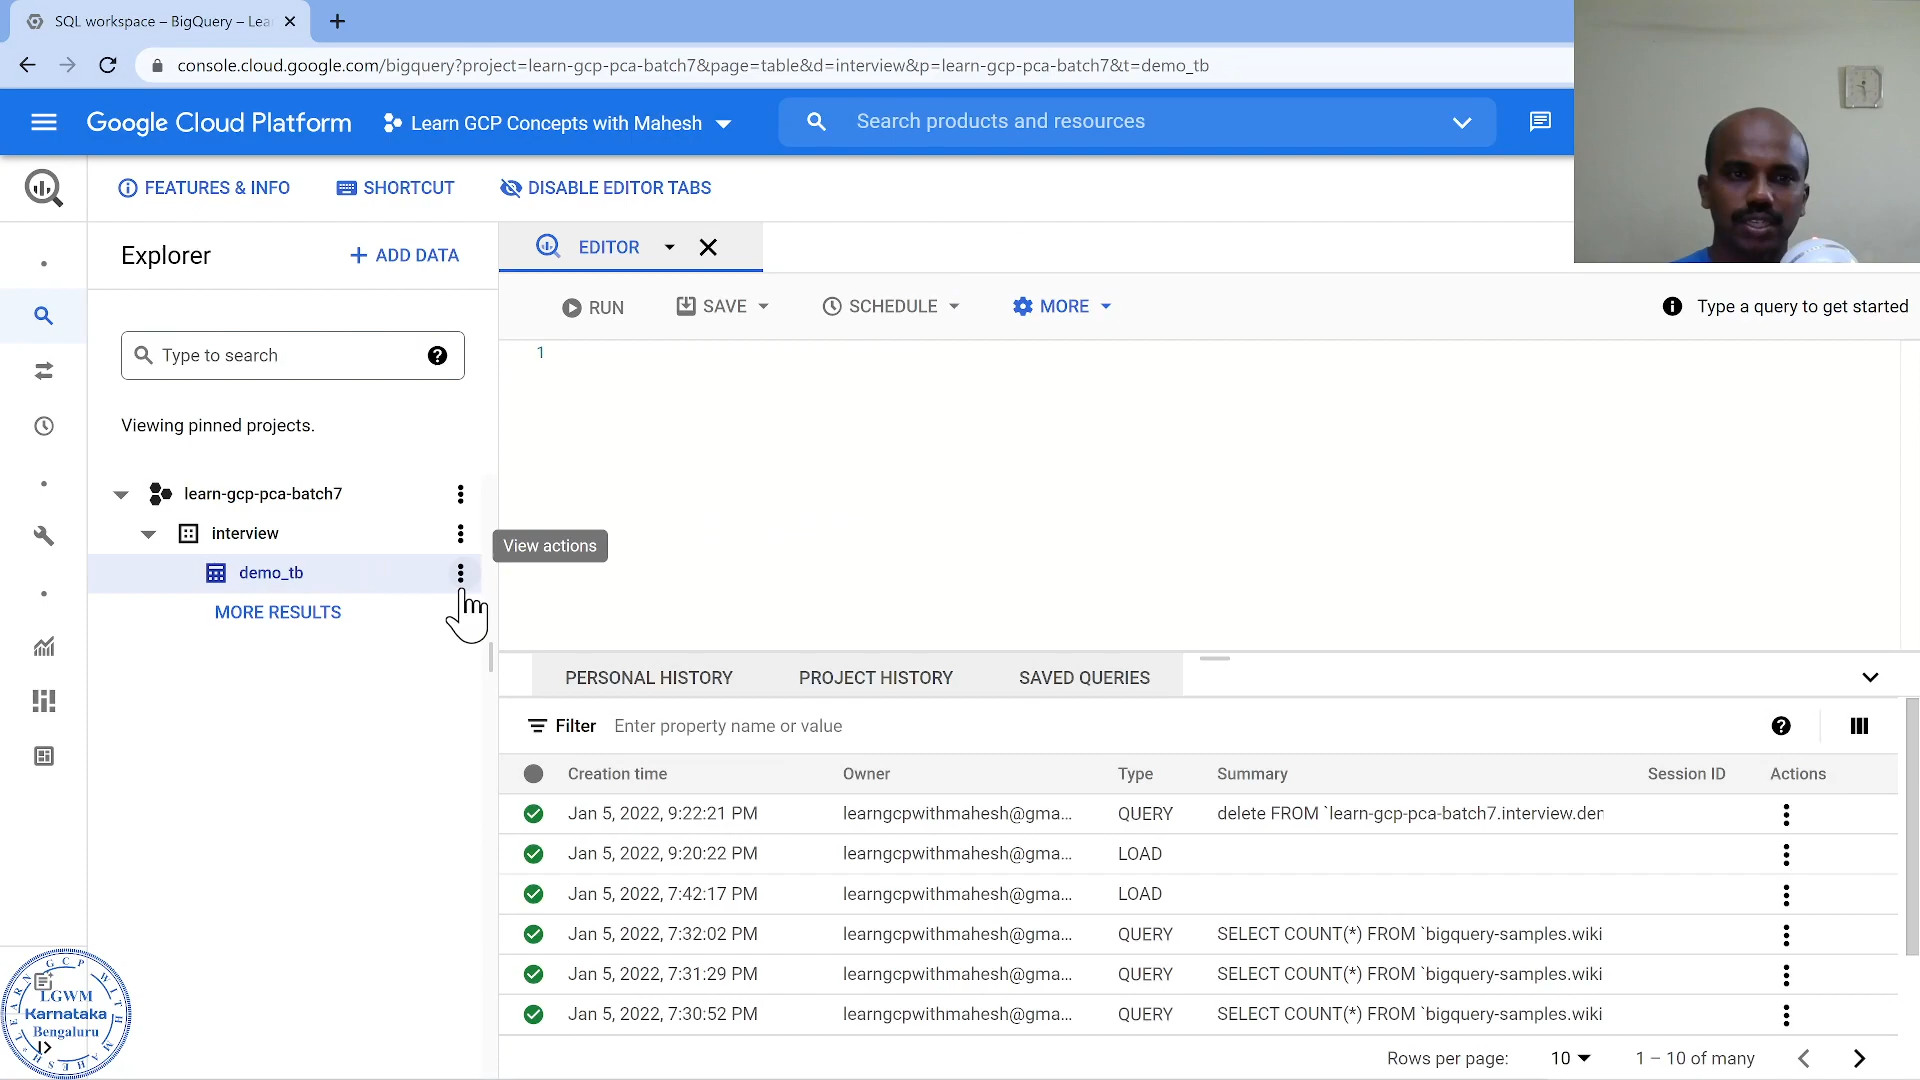 SQL workspace – BigQuery – Lea
console.cloud.google.com/bigquery?project=learn-gcp-pca-batch7&page=table&d=interview&p=learn-gcp-pca-batch7&t=demo_tb
Google Cloud Platform
Learn GCP Concepts with Mahesh
Search products and resources
FEATURES & INFO
SHORTCUT
DISABLE EDITOR TABS
Explorer
+ ADD DATA
EDITOR
RUN
SAVE
SCHEDULE
MORE
Type a query to get started
Type to search
1
Viewing pinned projects.
learn-gcp-pca-batch7
interview
View actions
demo_tb
MORE RESULTS
PERSONAL HISTORY
PROJECT HISTORY
SAVED QUERIES
Filter Enter property name or value
Creation time Owner Type Summary Session ID Actions
Jan 5, 2022, 9:22:21 PM learngcpwithmahesh@gma... QUERY delete FROM `learn-gcp-pca-batch7.interview.der
Jan 5, 2022, 9:20:22 PM learngcpwithmahesh@gma... LOAD
Jan 5, 2022, 7:42:17 PM learngcpwithmahesh@gma... LOAD
Jan 5, 2022, 7:32:02 PM learngcpwithmahesh@gma... QUERY SELECT COUNT(*) FROM `bigquery-samples.wiki
Jan 5, 2022, 7:31:29 PM learngcpwithmahesh@gma... QUERY SELECT COUNT(*) FROM `bigquery-samples.wiki
Jan 5, 2022, 7:30:52 PM learngcpwithmahesh@gma... QUERY SELECT COUNT(*) FROM `bigquery-samples.wiki
Rows per page: 10 1 – 10 of many
LEARN GCP WITH MAHESH
LGWM
Karnataka
Bengaluru